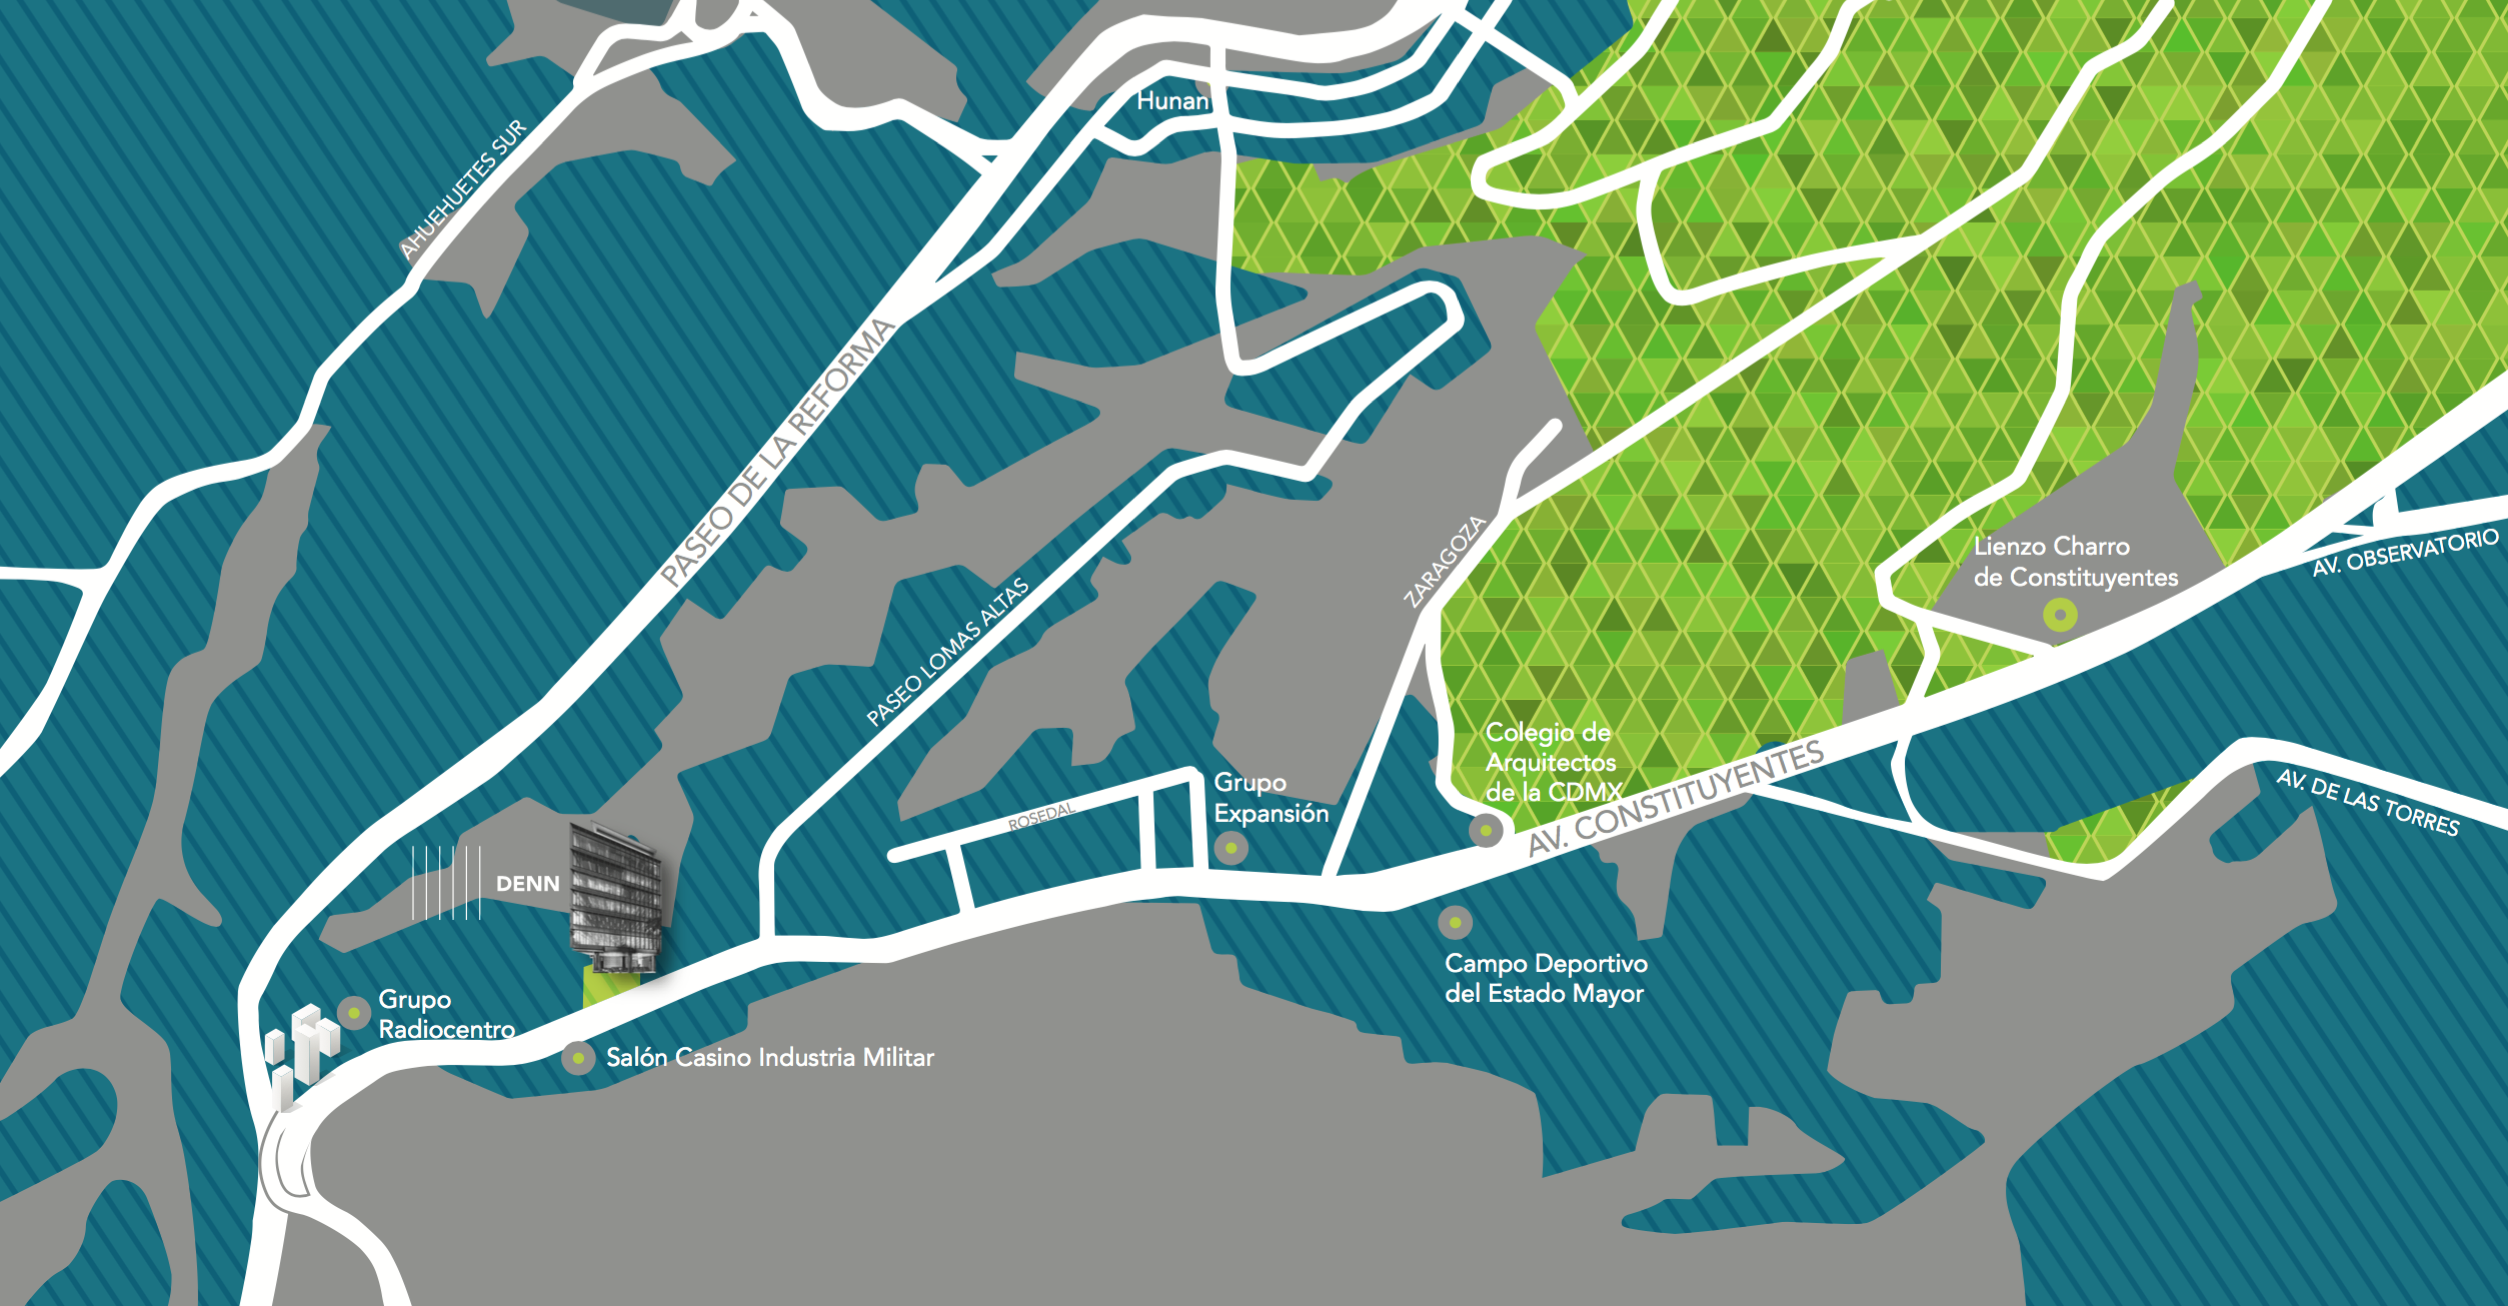 Hunan
AHUEHUETES SUR
PASEO DE LA REFORMA
ZARAGOZA
Lienzo Charro
de Constituyentes
AV. OBSERVATORIO
PASEO LOMAS ALTAS
Colegio de
Arquitectos
de la CDMX
AV. CONSTITUYENTES
AV. DE LAS TORRES
Grupo
Expansión
ROSEDAL
DENN
Campo Deportivo
del Estado Mayor
Grupo
Radiocentro
Salón Casino Industria Militar